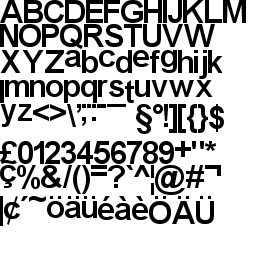 ABCDEFGHIJKLM
NOPQRSTUVW
XYZabcdefghijk
lmnopqrstuvwx
yz<>\;:¨¯ §°!][{}$
£0123456789+"*
ç%&/()=?`^¦@#¬
|¢´~öäüéàèÖÄÜ